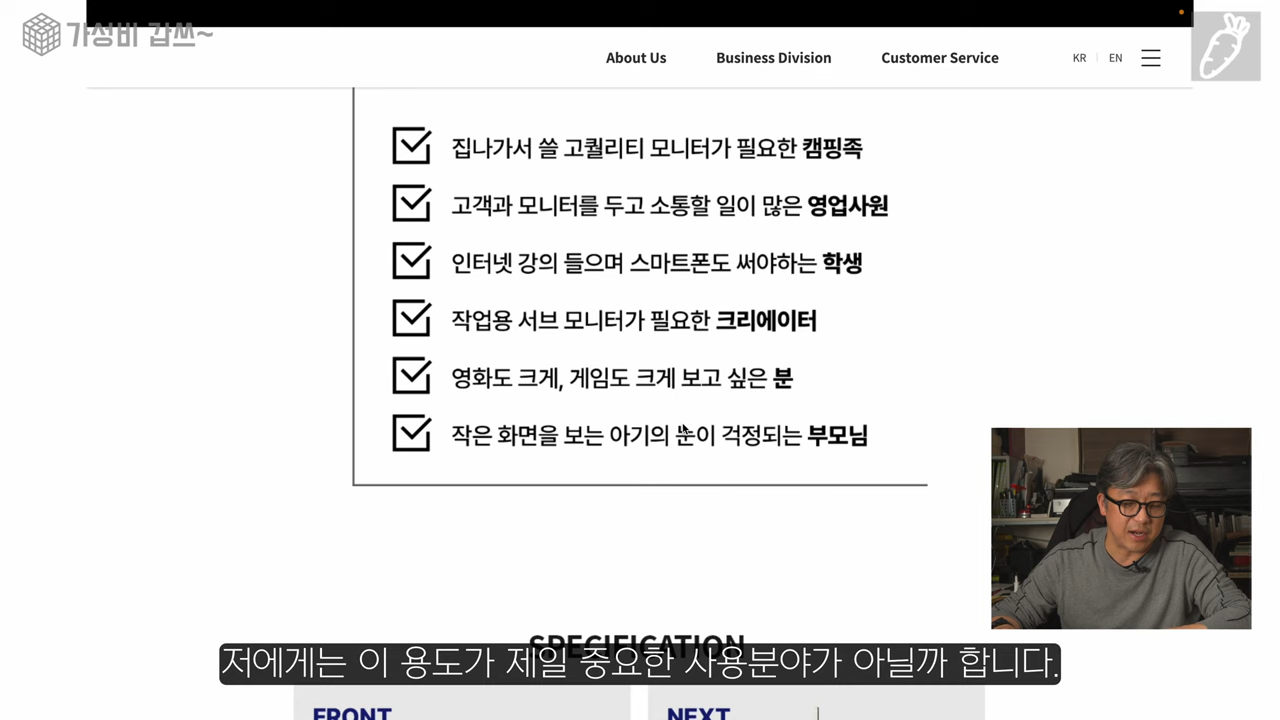 가성비 갑쓰~
About Us
Business Division
Customer Service
KR
EN
집나가서 쓸 고퀄리티 모니터가 필요한 캠핑족
고객과 모니터를 두고 소통할 일이 많은 영업사원
인터넷 강의 들으며 스마트폰도 써야하는 학생
작업용 서브 모니터가 필요한 크리에이터
영화도 크게, 게임도 크게 보고 싶은 분
작은 화면을 보는 아기의 눈이 걱정되는 부모님
SPECIFICATION
저에게는 이 용도가 제일 중요한 사용분야가 아닐까 합니다.
FRONT
NEXT